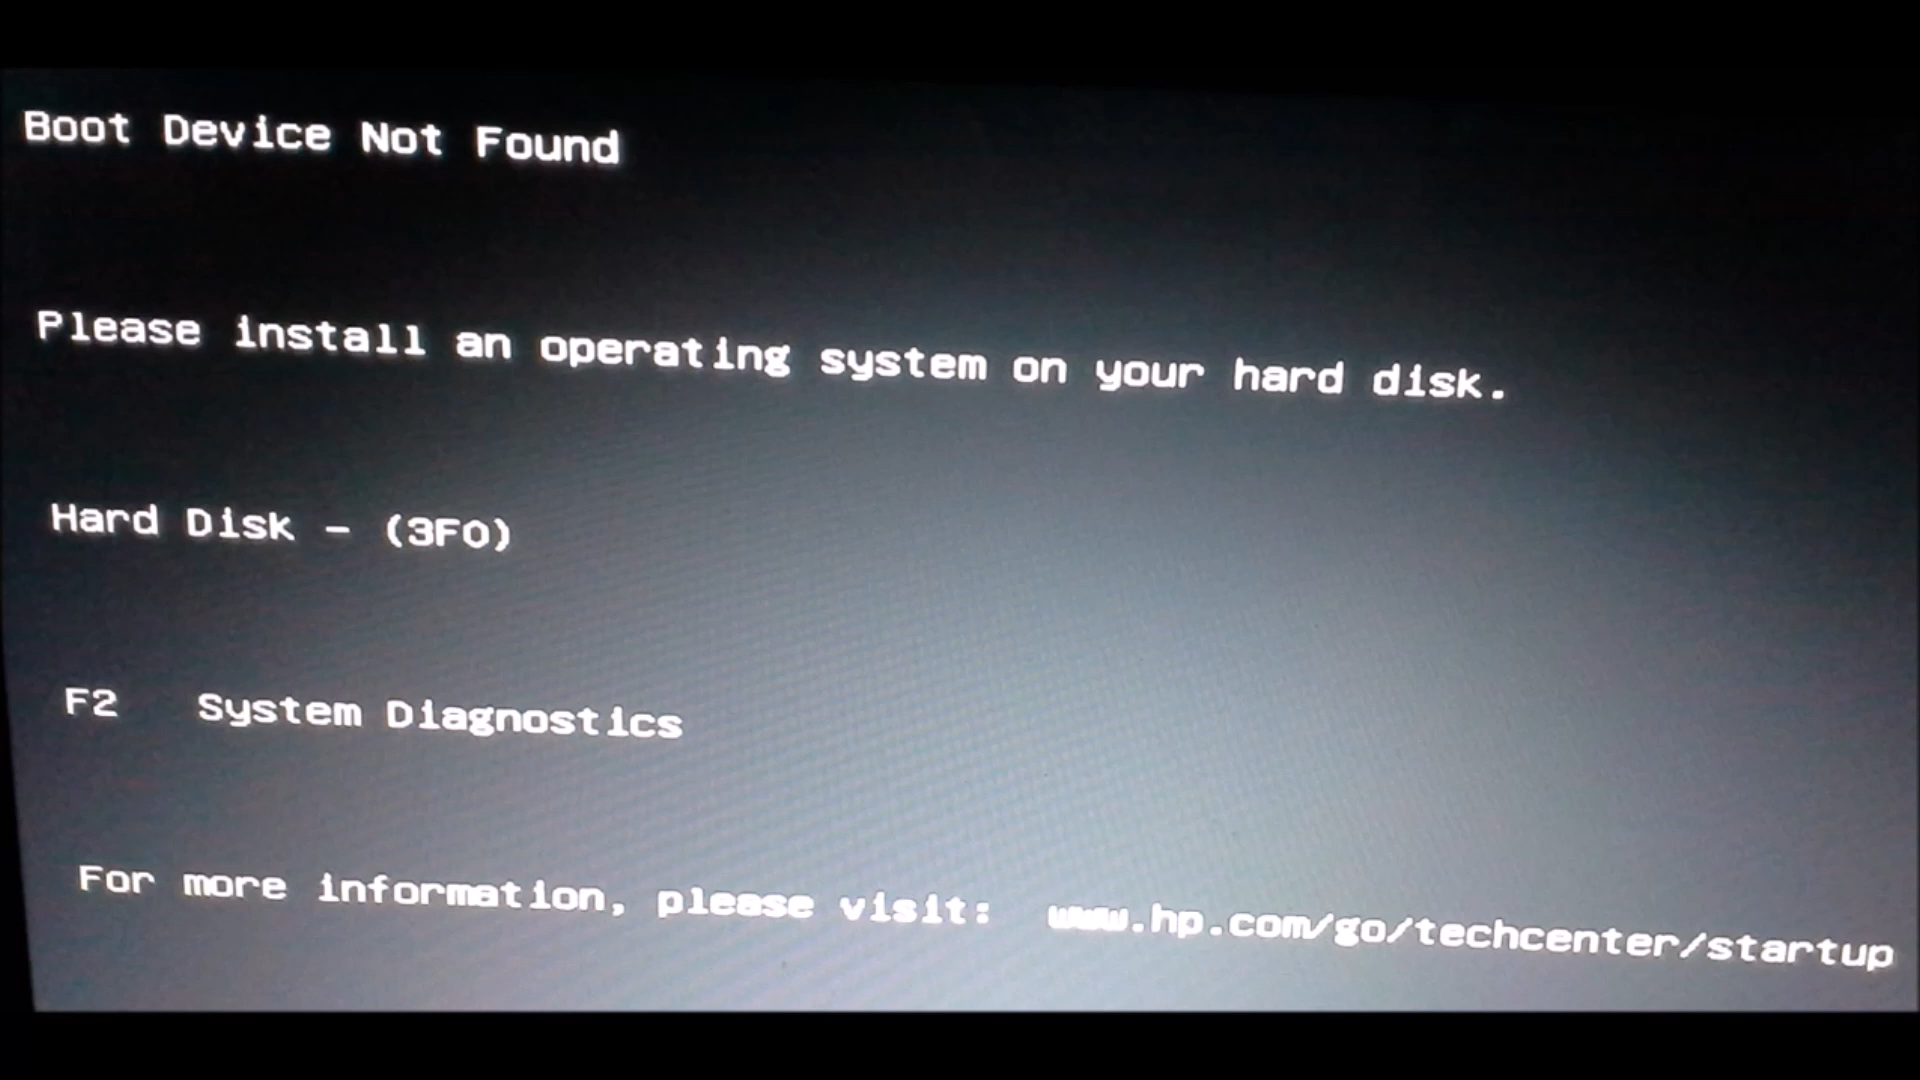 Boot Device Not Found
Please install an operating system on your hard disk.
Hard Disk - (3F0)
F2 System Diagnostics
For more information, please visit: www.hp.com/go/techcenter/startup